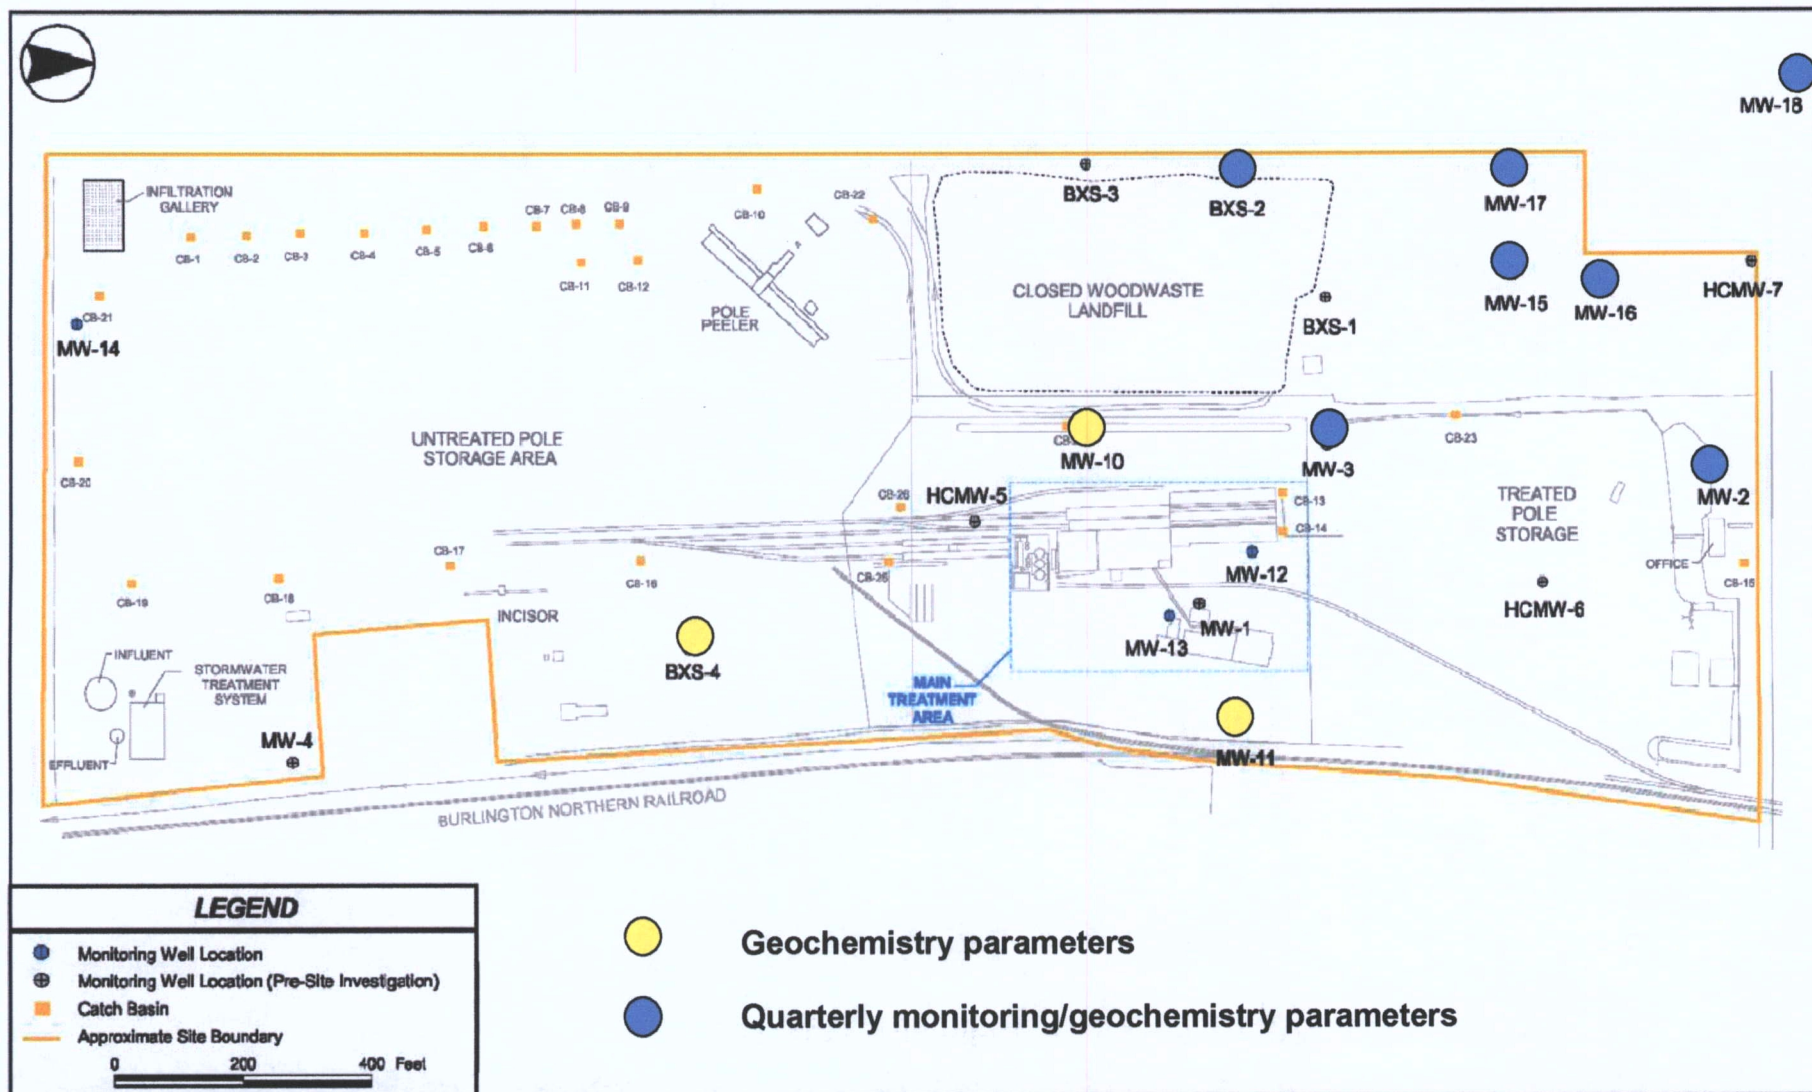 MW-18
BXS-3
BXS-2
MW-17
INFILTRATION
GALLERY
CB-1
CB-2
CB-3
CB-4
CB-5
CB-6
CB-7
CB-8
CB-9
CB-10
CB-22
CB-11
CB-12
CB-21
MW-14
POLE
PEELER
CLOSED WOODWASTE
LANDFILL
BXS-1
MW-15
MW-16
HCMW-7
UNTREATED POLE
STORAGE AREA
CB-20
MW-10
MW-3
CB-23
MW-2
HCMW-5
CB-26
CB-13
CB-14
TREATED
POLE
STORAGE
OFFICE
CB-15
CB-17
CB-16
CB-25
MW-12
HCMW-6
CB-19
CB-18
INCISOR
MW-1
MW-13
BXS-4
INFLUENT
STORMWATER
TREATMENT
SYSTEM
MAIN
TREATMENT
AREA
MW-4
EFFLUENT
MW-11
BURLINGTON NORTHERN RAILROAD
LEGEND
Monitoring Well Location
Monitoring Well Location (Pre-Site Investigation)
Catch Basin
Approximate Site Boundary
0 200 400 Feet
Geochemistry parameters
Quarterly monitoring/geochemistry parameters